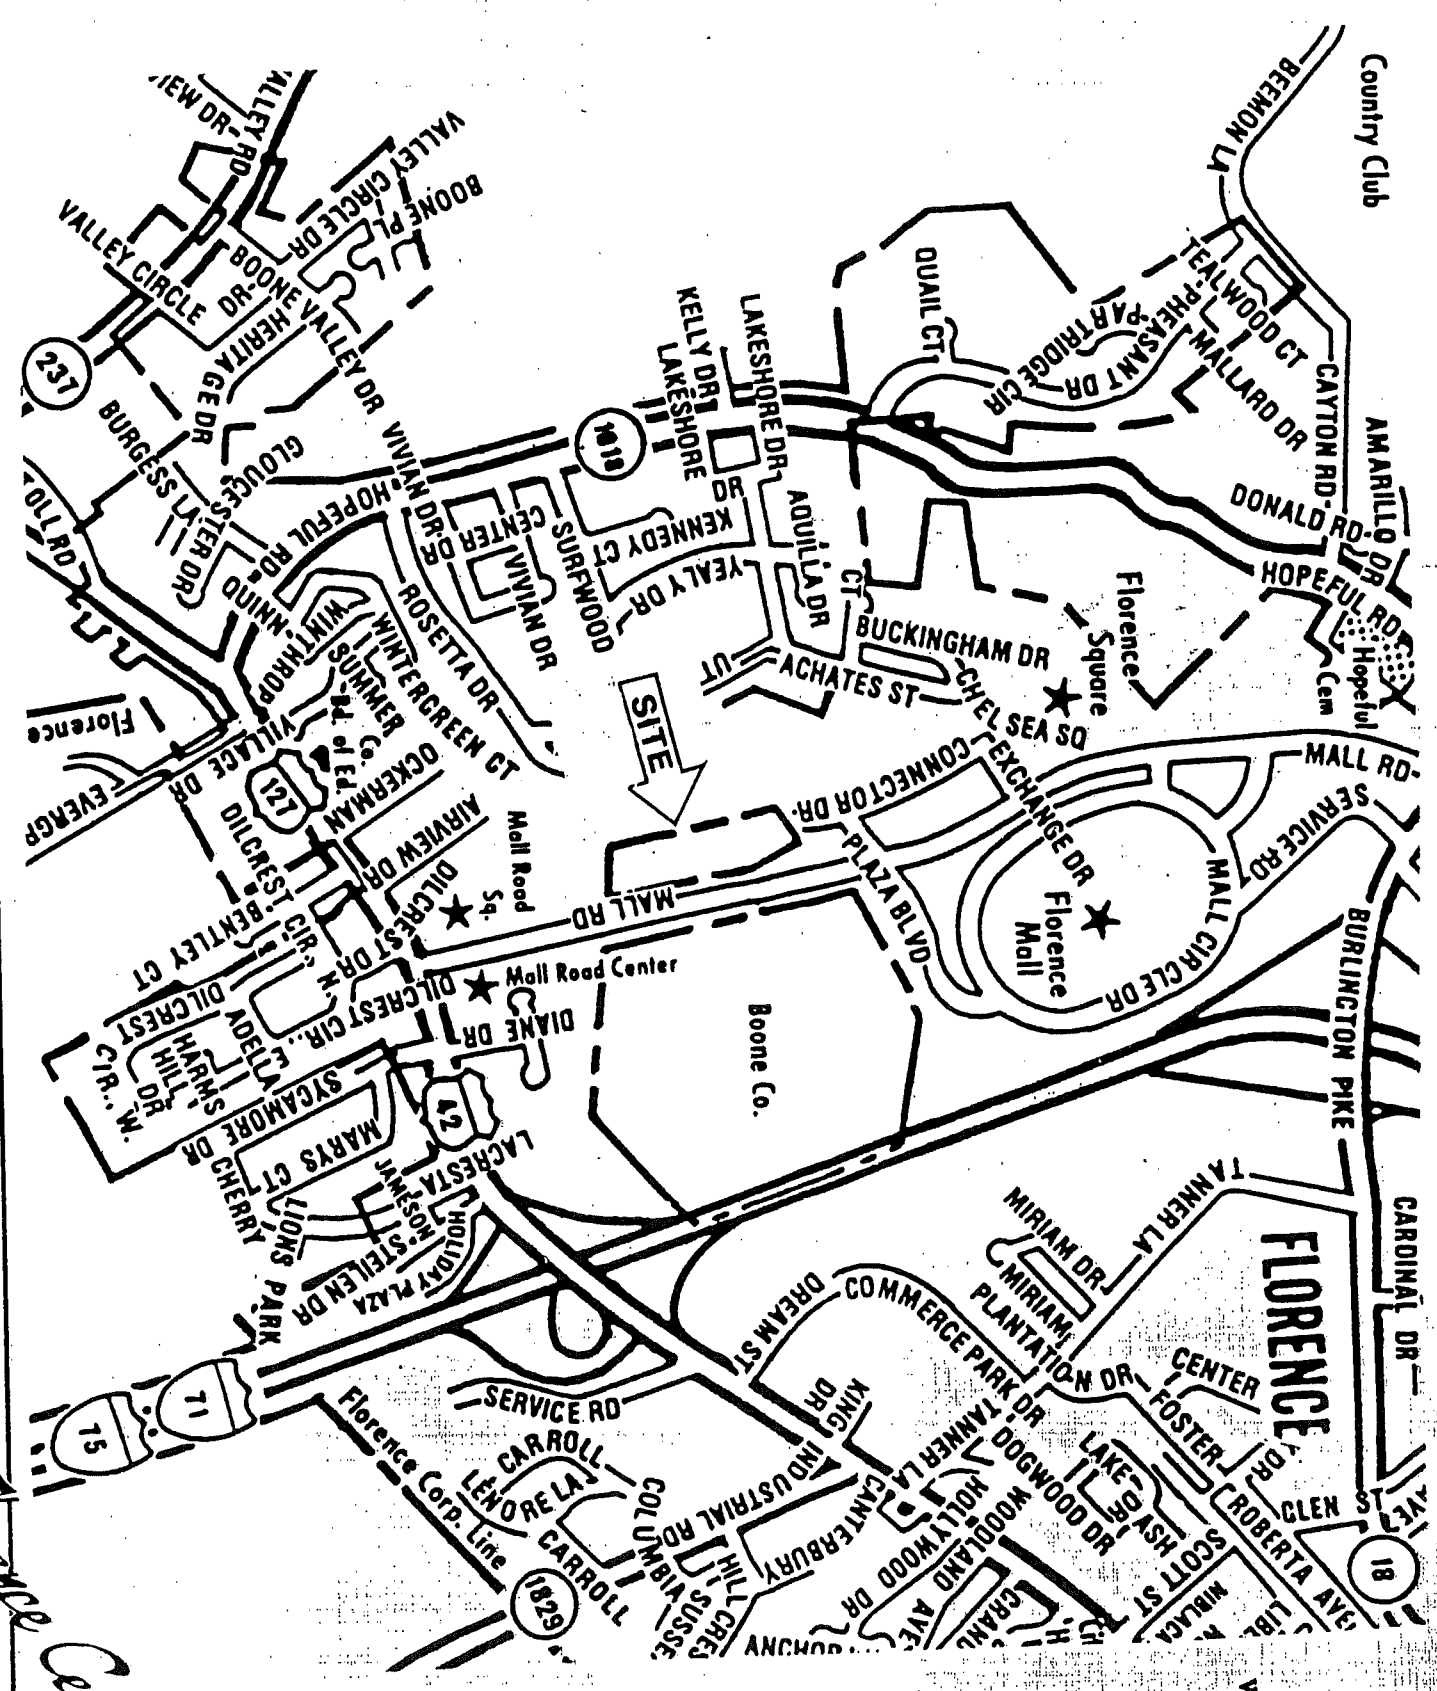 Country Club
BEEMON LA
VALLEY RD
VALLEY CIRCLE DR
BOONE PL
VALLEY CIRCLE
BOONE VALLEY DR
HERITAGE DR
DR
237
BURGESS LA
GLOUCESTER DR
TEALWOOD CT
PHEASANT DR
PARTRIDGE CIR
MALLARD DR
QUAIL CT
CAYTON RD
AMARILLO DR
DONALD RD
HOPEFUL RD
Hopeful
Cem
KELLY DR
LAKESHORE DR
LAKESHORE
DR
1018
VIVIAN DR
HOPEFUL RD
CENTER DR
VIVIAN DR
SURFWOOD
KENNEDY CT
YEALY DR
AQUILLA DR
CT
BUCKINGHAM DR
ACHATES ST
CHELSEA SQ
Florence
Square
QUINN
WINTHROP
WINTERGREEN CT
SUMMER
ROSETTA DR
Co.
Bd. of Ed.
OCKERMAN
AIRVIEW DR
VILLAGE DR
127
Florence
SITE
CONNECTOR DR.
EXCHANGE DR
MALL RD
SERVICE RD
PLAZA BLVD
MALL CIRCLE DR
Florence
Mall
MALL RD
Mall Road
Sq.
Mall Road Center
DILCREST DR
DILCREST CIR., N.
BENTLEY CT
DILCREST
CIR., W.
DILCREST CIR.,
E
ADELLA
HARMS
HILL
DR
DIANE DR
SYCAMORE DR
MARYS CT
CHERRY
42
LACRESTA
JAMESON
STEILEN DR
HOLIDAY PLAZA
LIONS PARK
Boone Co.
BURLINGTON PIKE
TANNER LA
CARDINAL DR
FLORENCE
MIRIAM DR
MIRIAM
PLANTATION DR
COMMERCE PARK DR
DREAM ST
CENTER
FOSTER
KING
DR
71
75
SERVICE RD
Florence Corp. Line
CARROLL
LENORE LA
CARROLL
COLUMBIA
INDUSTRIAL RD
TANNER LA
DOGWOOD DR
LAKE DR
ASH
SCOTT ST
ROBERTA AVE
GLEN ST
18
CANTERBURY
HOLLYWOOD DR
WOODLAND AVE
1829